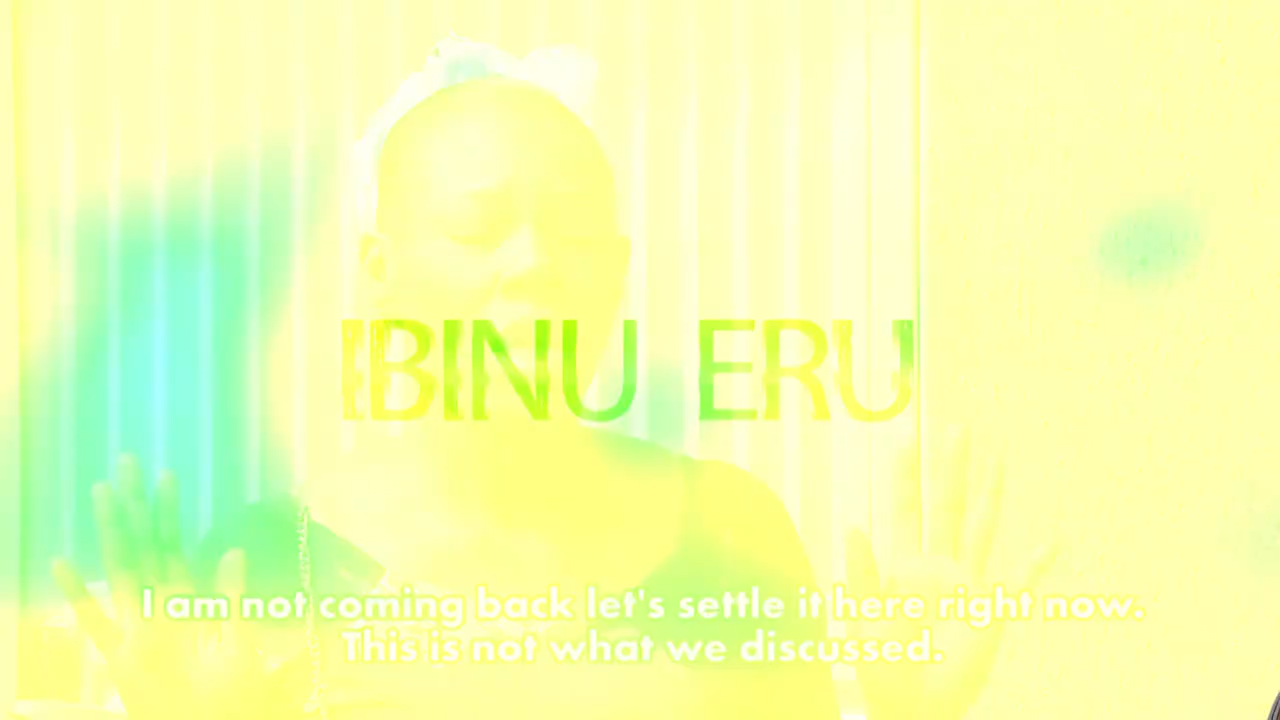 IBINU ERU
I am not coming back let's settle it here right now.
This is not what we discussed.